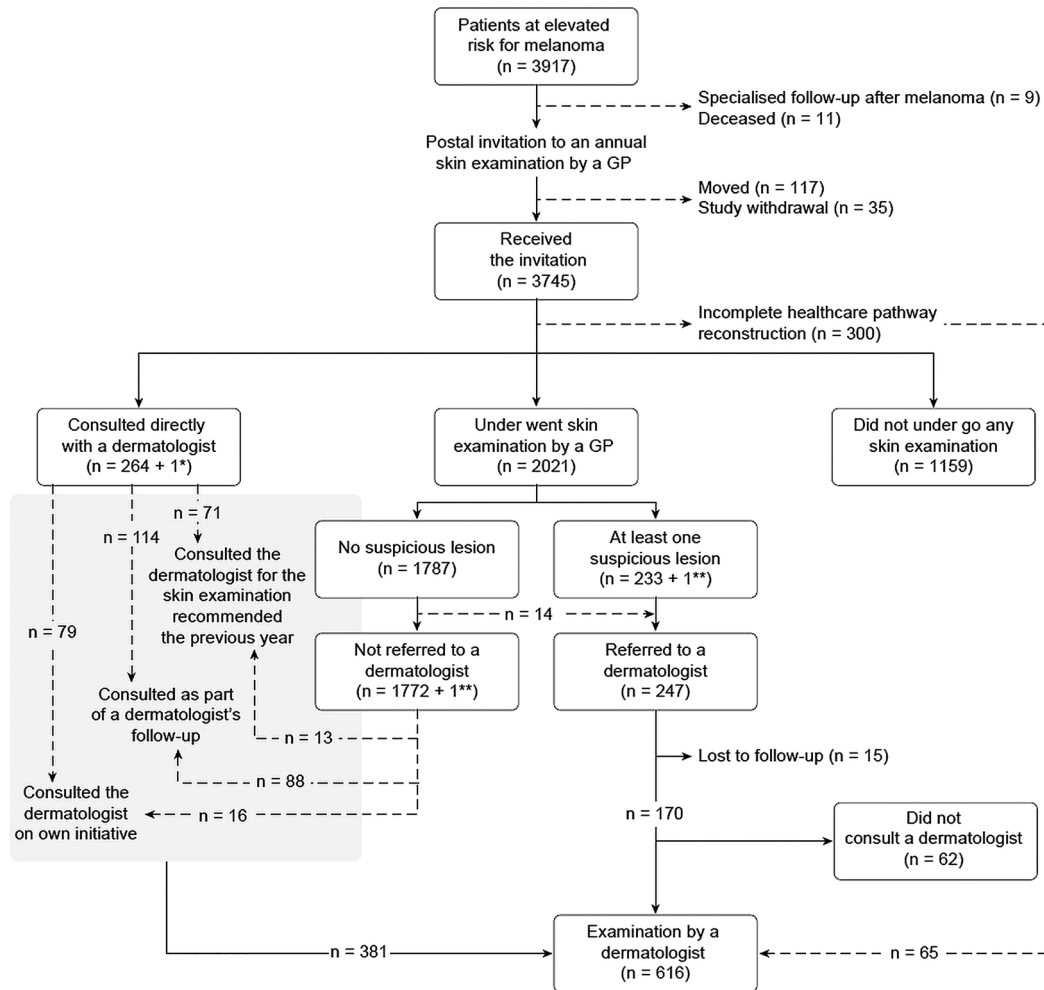 Patients at elevated
risk for melanoma
(n = 3917)
Specialised follow-up after melanoma (n = 9)
Deceased (n = 11)
Postal invitation to an annual
skin examination by a GP
Moved (n = 117)
Study withdrawal (n = 35)
Received
the invitation
(n = 3745)
Incomplete healthcare pathway
reconstruction (n = 300)
Consulted directly
with a dermatologist
(n = 264 + 1*)
Under went skin
examination by a GP
(n = 2021)
Did not under go any
skin examination
(n = 1159)
n = 71
n = 114
n = 79
Consulted the
dermatologist for the
skin examination
recommended
the previous year
No suspicious lesion
(n = 1787)
At least one
suspicious lesion
(n = 233 + 1**)
n = 14
Not referred to a
dermatologist
(n = 1772 + 1**)
Referred to a
dermatologist
(n = 247)
Consulted as part
of a dermatologist's
follow-up
n = 13
n = 88
n = 16
Consulted the
dermatologist
on own initiative
Lost to follow-up (n = 15)
n = 170
Did not
consult a dermatologist
(n = 62)
n = 381
Examination by a
dermatologist
(n = 616)
n = 65